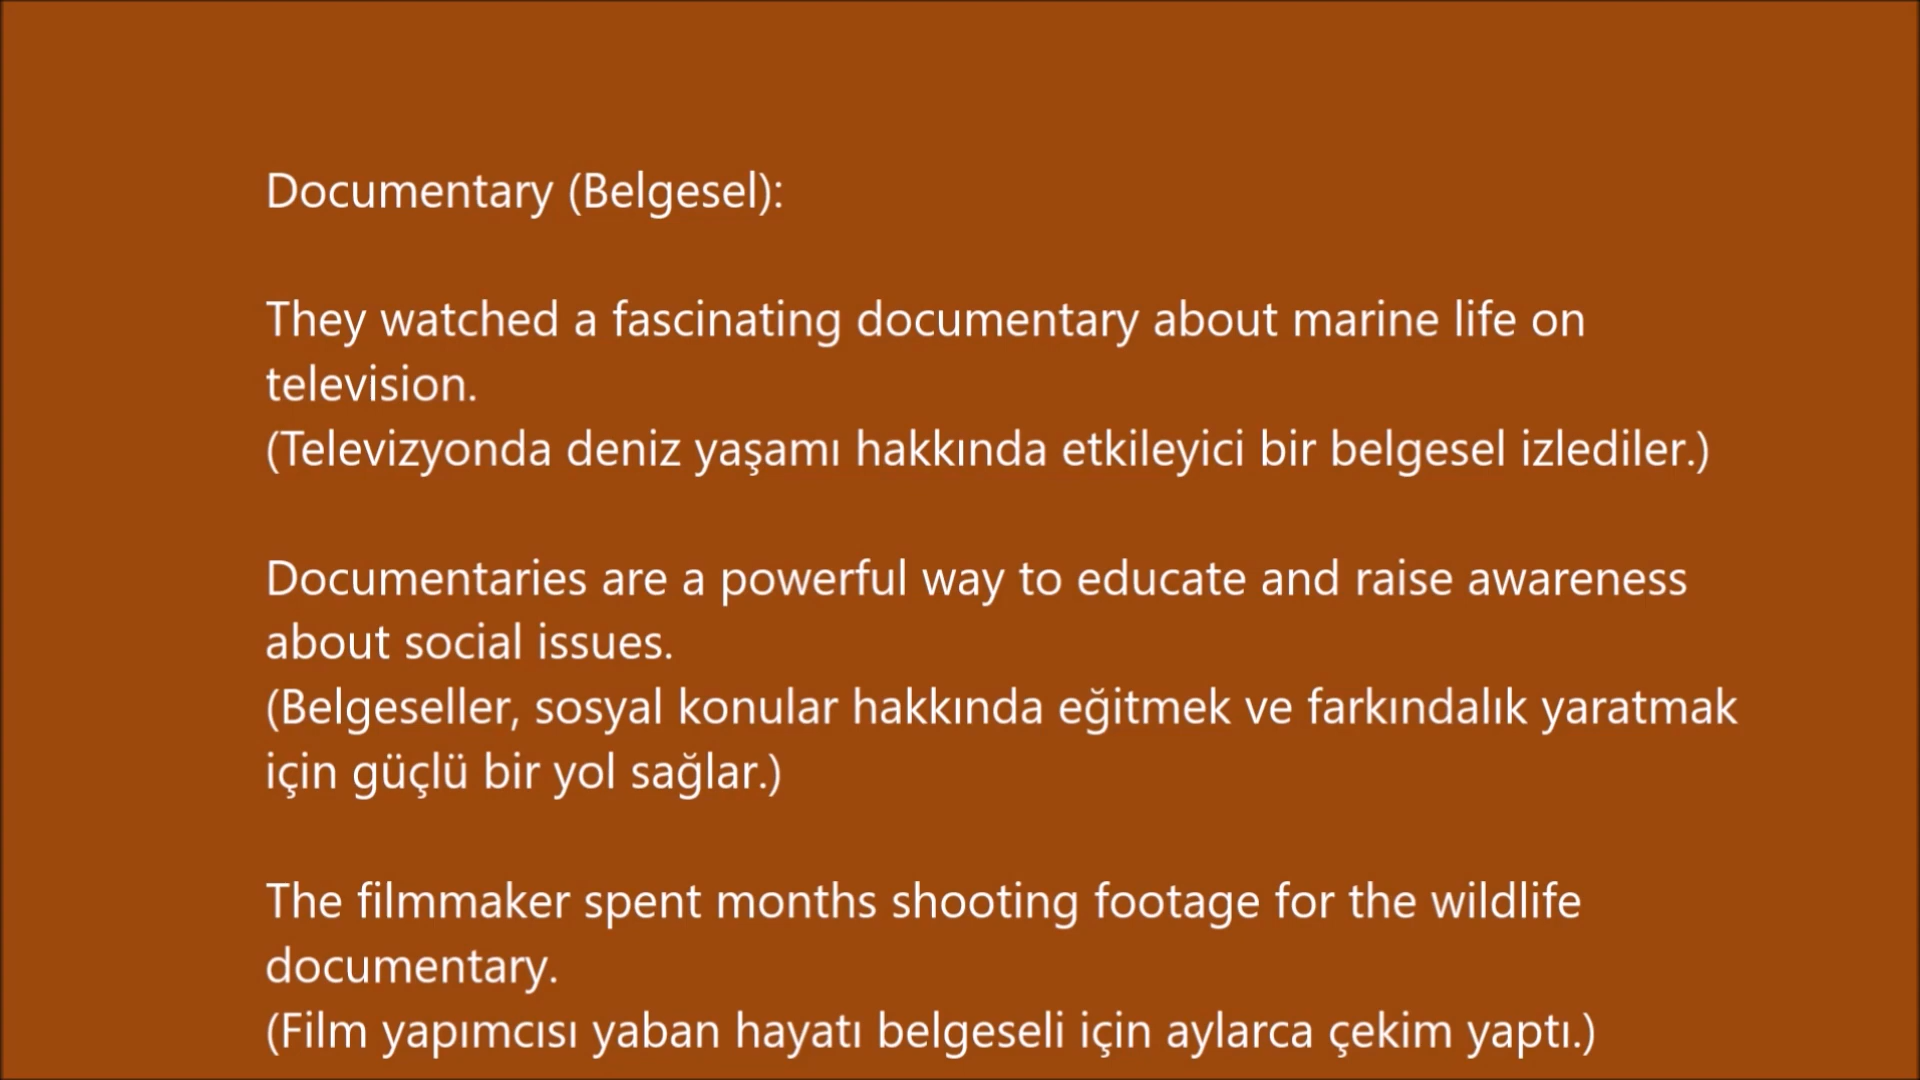 Documentary (Belgesel):
They watched a fascinating documentary about marine life on
television.
(Televizyonda deniz yaşamı hakkında etkileyici bir belgesel izlediler.)
Documentaries are a powerful way to educate and raise awareness
about social issues.
(Belgeseller, sosyal konular hakkında eğitmek ve farkındalık yaratmak
için güçlü bir yol sağlar.)
The filmmaker spent months shooting footage for the wildlife
documentary.
(Film yapımcısı yaban hayatı belgeseli için aylarca çekim yaptı.)